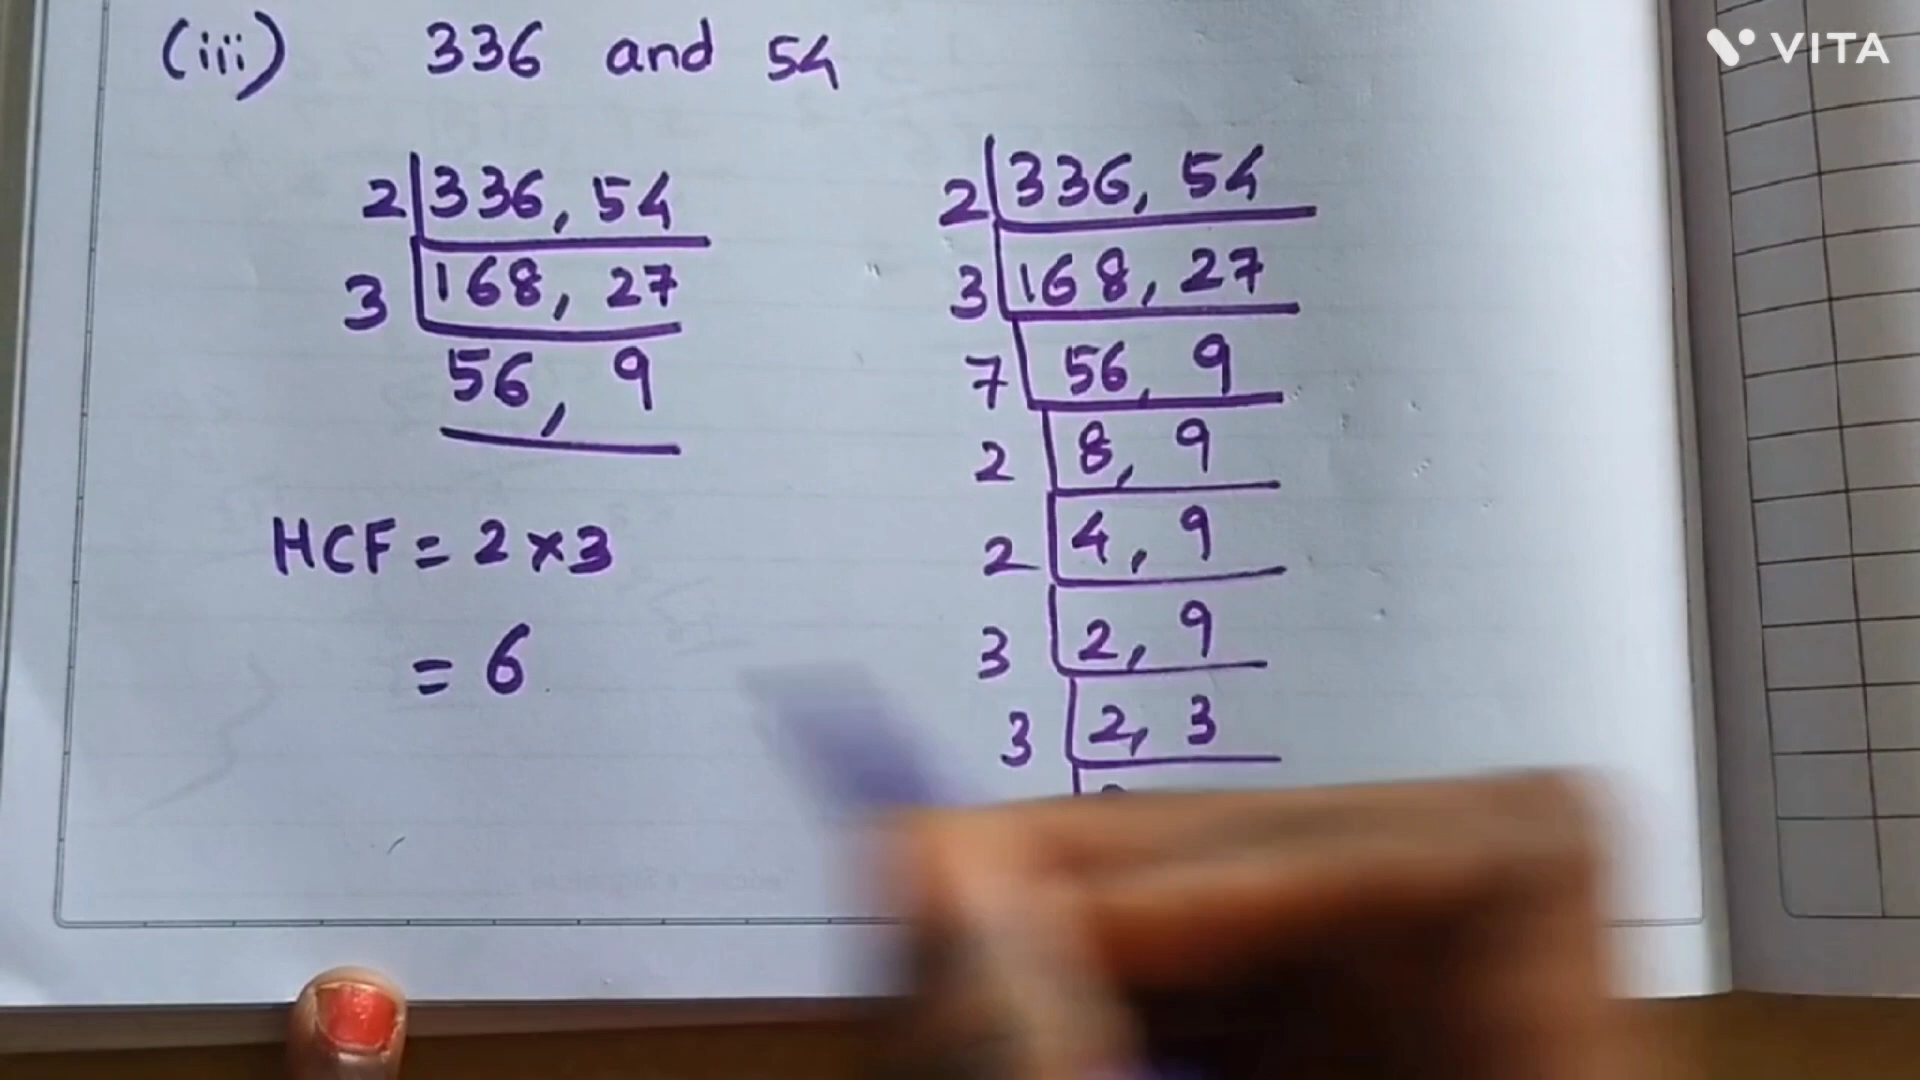 (iii) 336 and 54
2 336, 54
3 168, 27
56, 9
HCF = 2 × 3
= 6
2 336, 54
3 168, 27
7 56, 9
2 8, 9
2 4, 9
3 2, 9
3 2, 3
VITA